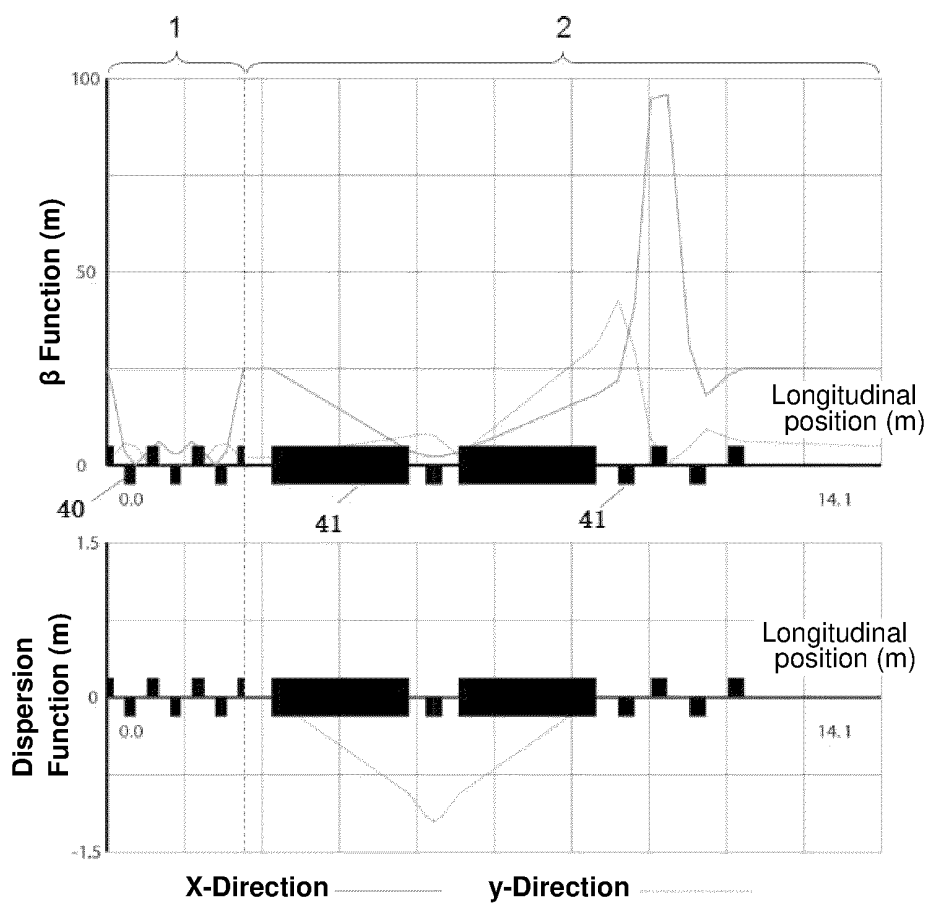 1
2
100
50
0
β Function (m)
Longitudinal
position (m)
40
0.0
41
41
14.1
1.5
0
-1.5
Dispersion
Function (m)
Longitudinal
position (m)
0.0
14.1
X-Direction
y-Direction